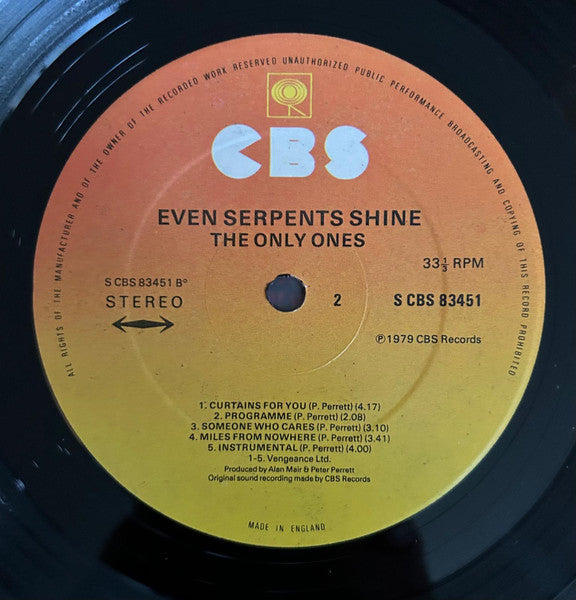 ALL RIGHTS OF THE MANUFACTURER AND OF THE OWNER OF THE RECORDED WORK RESERVED UNAUTHORIZED PUBLIC PERFORMANCE BROADCASTING AND COPYING OF THIS RECORD PROHIBITED
CBS
EVEN SERPENTS SHINE
THE ONLY ONES
33⅓ RPM
S CBS 83451 B°
STEREO
2
S CBS 83451
℗ 1979 CBS Records
1. CURTAINS FOR YOU (P. Perrett) (4.17)
2. PROGRAMME (P. Perrett) (2.08)
3. SOMEONE WHO CARES (P. Perrett) (3.10)
4. MILES FROM NOWHERE (P. Perrett) (3.41)
5. INSTRUMENTAL (P. Perrett) (4.00)
1-5. Vengeance Ltd.
Produced by Alan Mair & Peter Perrett
Original sound recording made by CBS Records
MADE IN ENGLAND